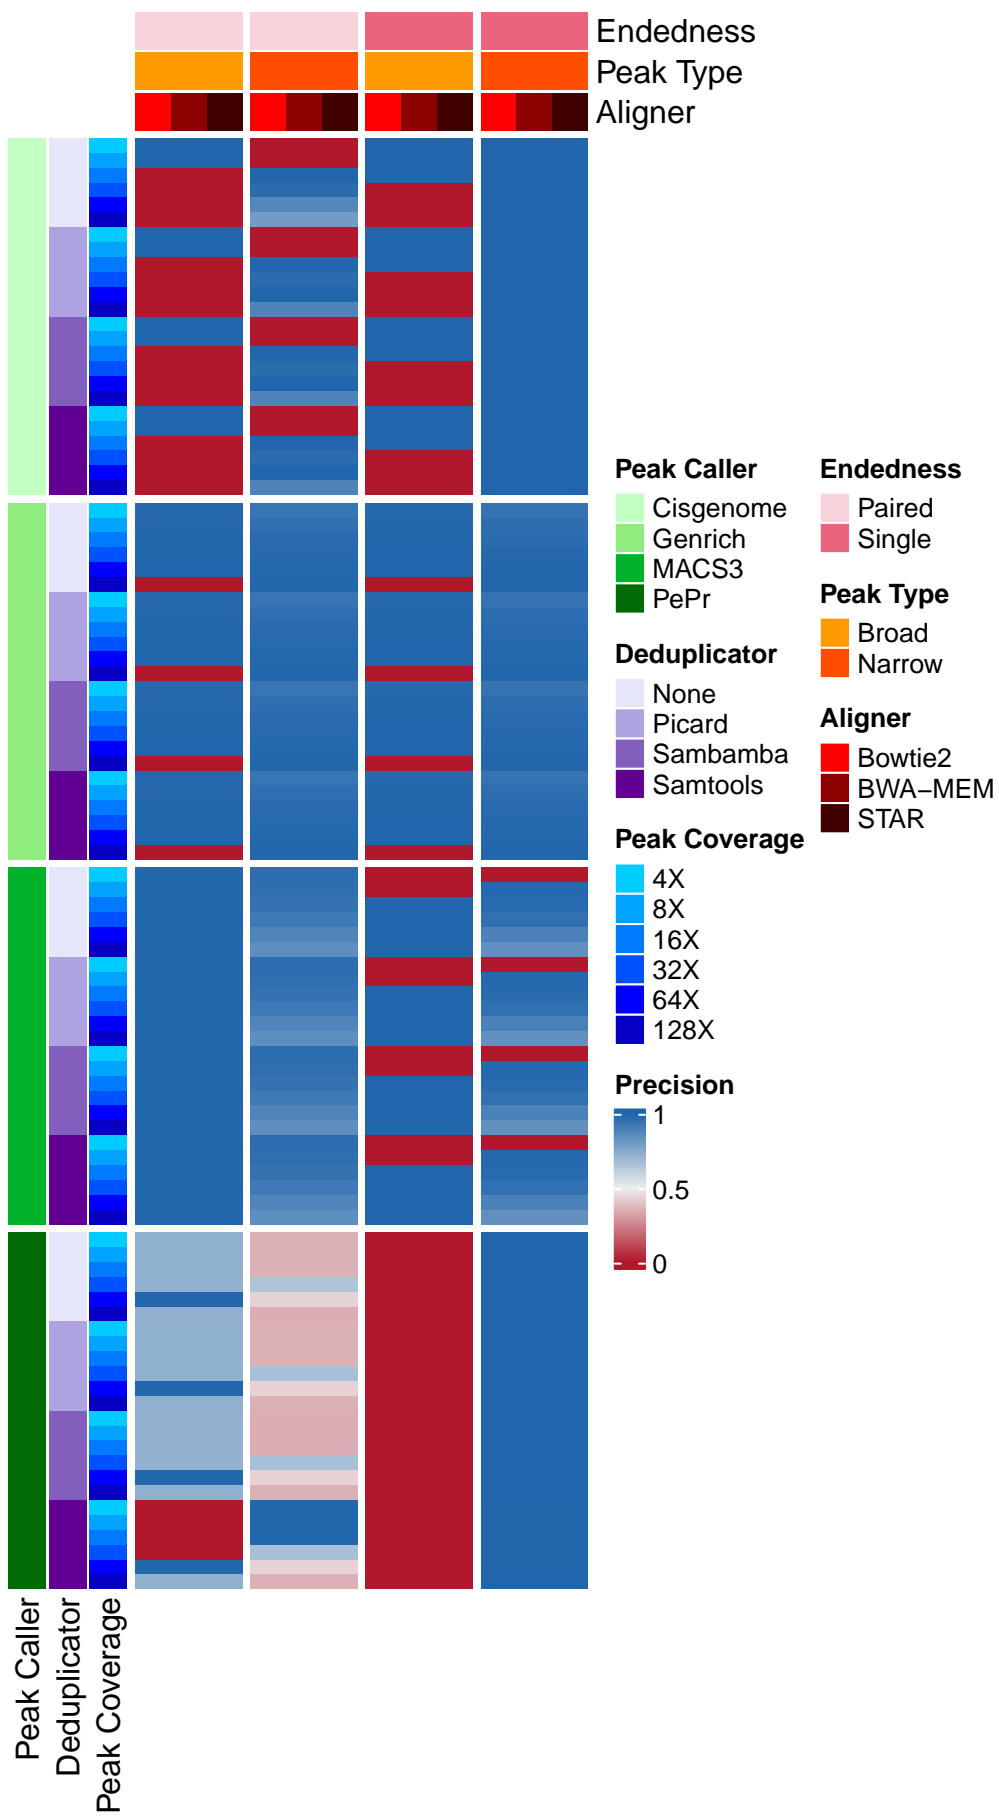 Endedness
Peak Type
Aligner
Peak Caller
Cisgenome
Genrich
MACS3
PePr
Deduplicator
None
Picard
Sambamba
Samtools
Peak Coverage
4X
8X
16X
32X
64X
128X
Precision
1
0.5
0
Endedness
Paired
Single
Peak Type
Broad
Narrow
Aligner
Bowtie2
BWA−MEM
STAR
Peak Caller
Deduplicator
Peak Coverage